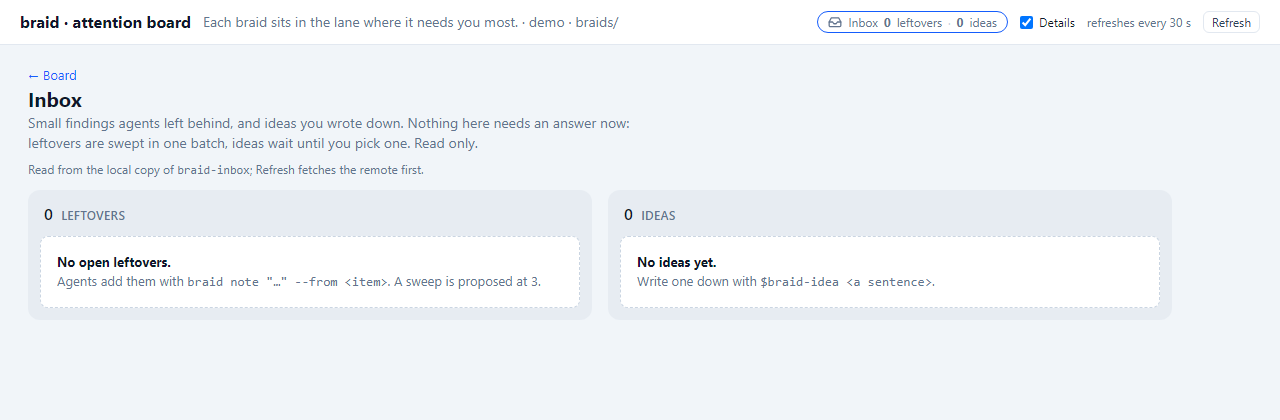 braid · attention board Each braid sits in the lane where it needs you most. · demo · braids/ Inbox 0 leftovers · 0 ideas Details refreshes every 30 s Refresh
← Board
Inbox
Small findings agents left behind, and ideas you wrote down. Nothing here needs an answer now:
leftovers are swept in one batch, ideas wait until you pick one. Read only.
Read from the local copy of braid-inbox; Refresh fetches the remote first.
0 LEFTOVERS
No open leftovers.
Agents add them with braid note "…" --from <item>. A sweep is proposed at 3.
0 IDEAS
No ideas yet.
Write one down with $braid-idea <a sentence>.